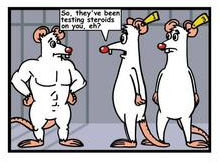 So, they've been
testing steroids
on you, eh?